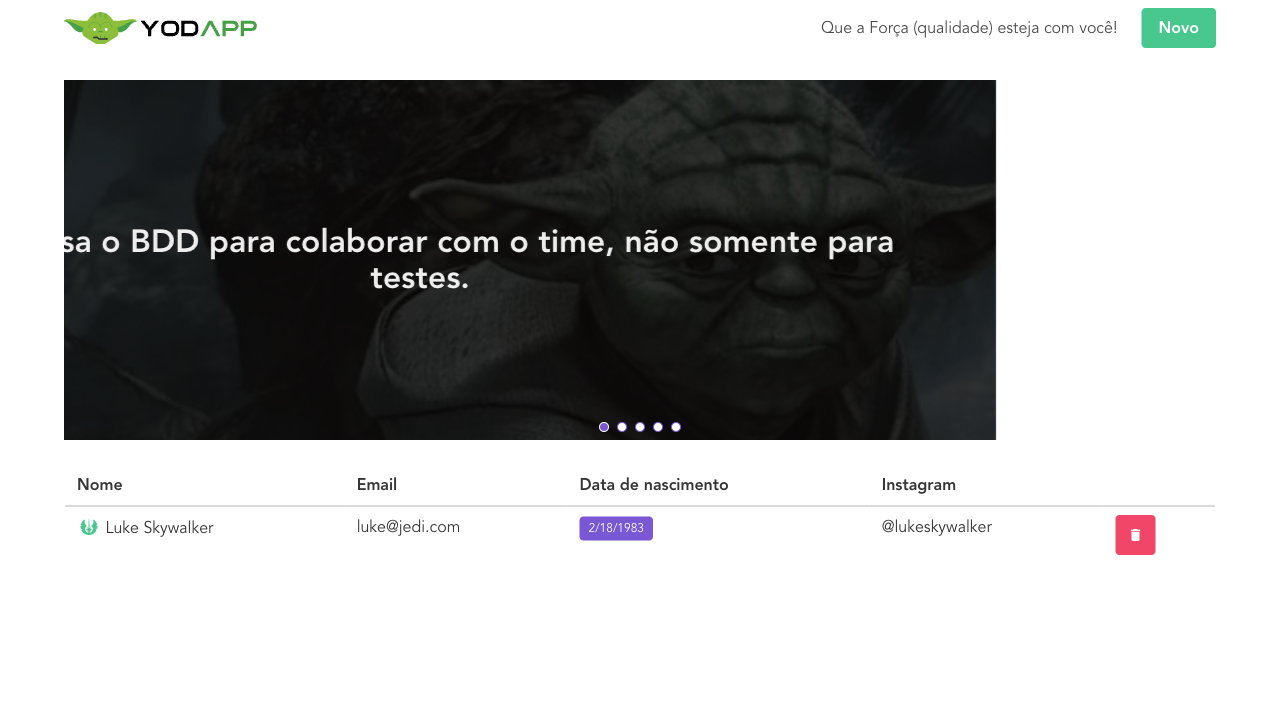 YODAPP
Que a Força (qualidade) esteja com você!
Novo
sa o BDD para colaborar com o time, não somente para
testes.
Nome
Email
Data de nascimento
Instagram
Luke Skywalker
luke@jedi.com
2/18/1983
@lukeskywalker